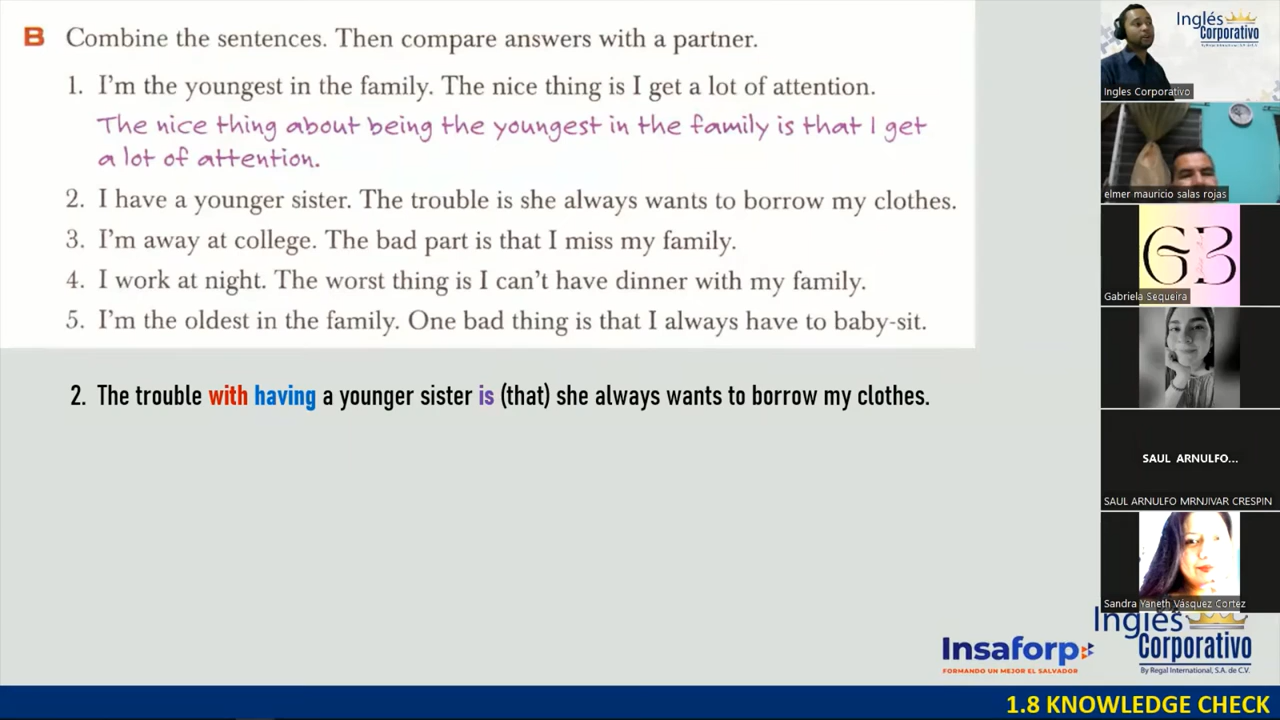 B Combine the sentences. Then compare answers with a partner.
1. I'm the youngest in the family. The nice thing is I get a lot of attention.
The nice thing about being the youngest in the family is that I get
a lot of attention.
2. I have a younger sister. The trouble is she always wants to borrow my clothes.
3. I'm away at college. The bad part is that I miss my family.
4. I work at night. The worst thing is I can't have dinner with my family.
5. I'm the oldest in the family. One bad thing is that I always have to baby-sit.
2. The trouble with having a younger sister is (that) she always wants to borrow my clothes.
Inglés
Corporativo
By Regal International, S.A. de C.V.
Ingles Corporativo
elmer mauricio salas rojas
GB
Gabriela Sequeira
SAUL ARNULFO...
SAUL ARNULFO MRNJIVAR CRESPIN
Sandra Yaneth Vásquez Cortez
Insaforp
FORMANDO UN MEJOR EL SALVADOR
Inglés
Corporativo
By Regal International, S.A. de C.V.
1.8 KNOWLEDGE CHECK